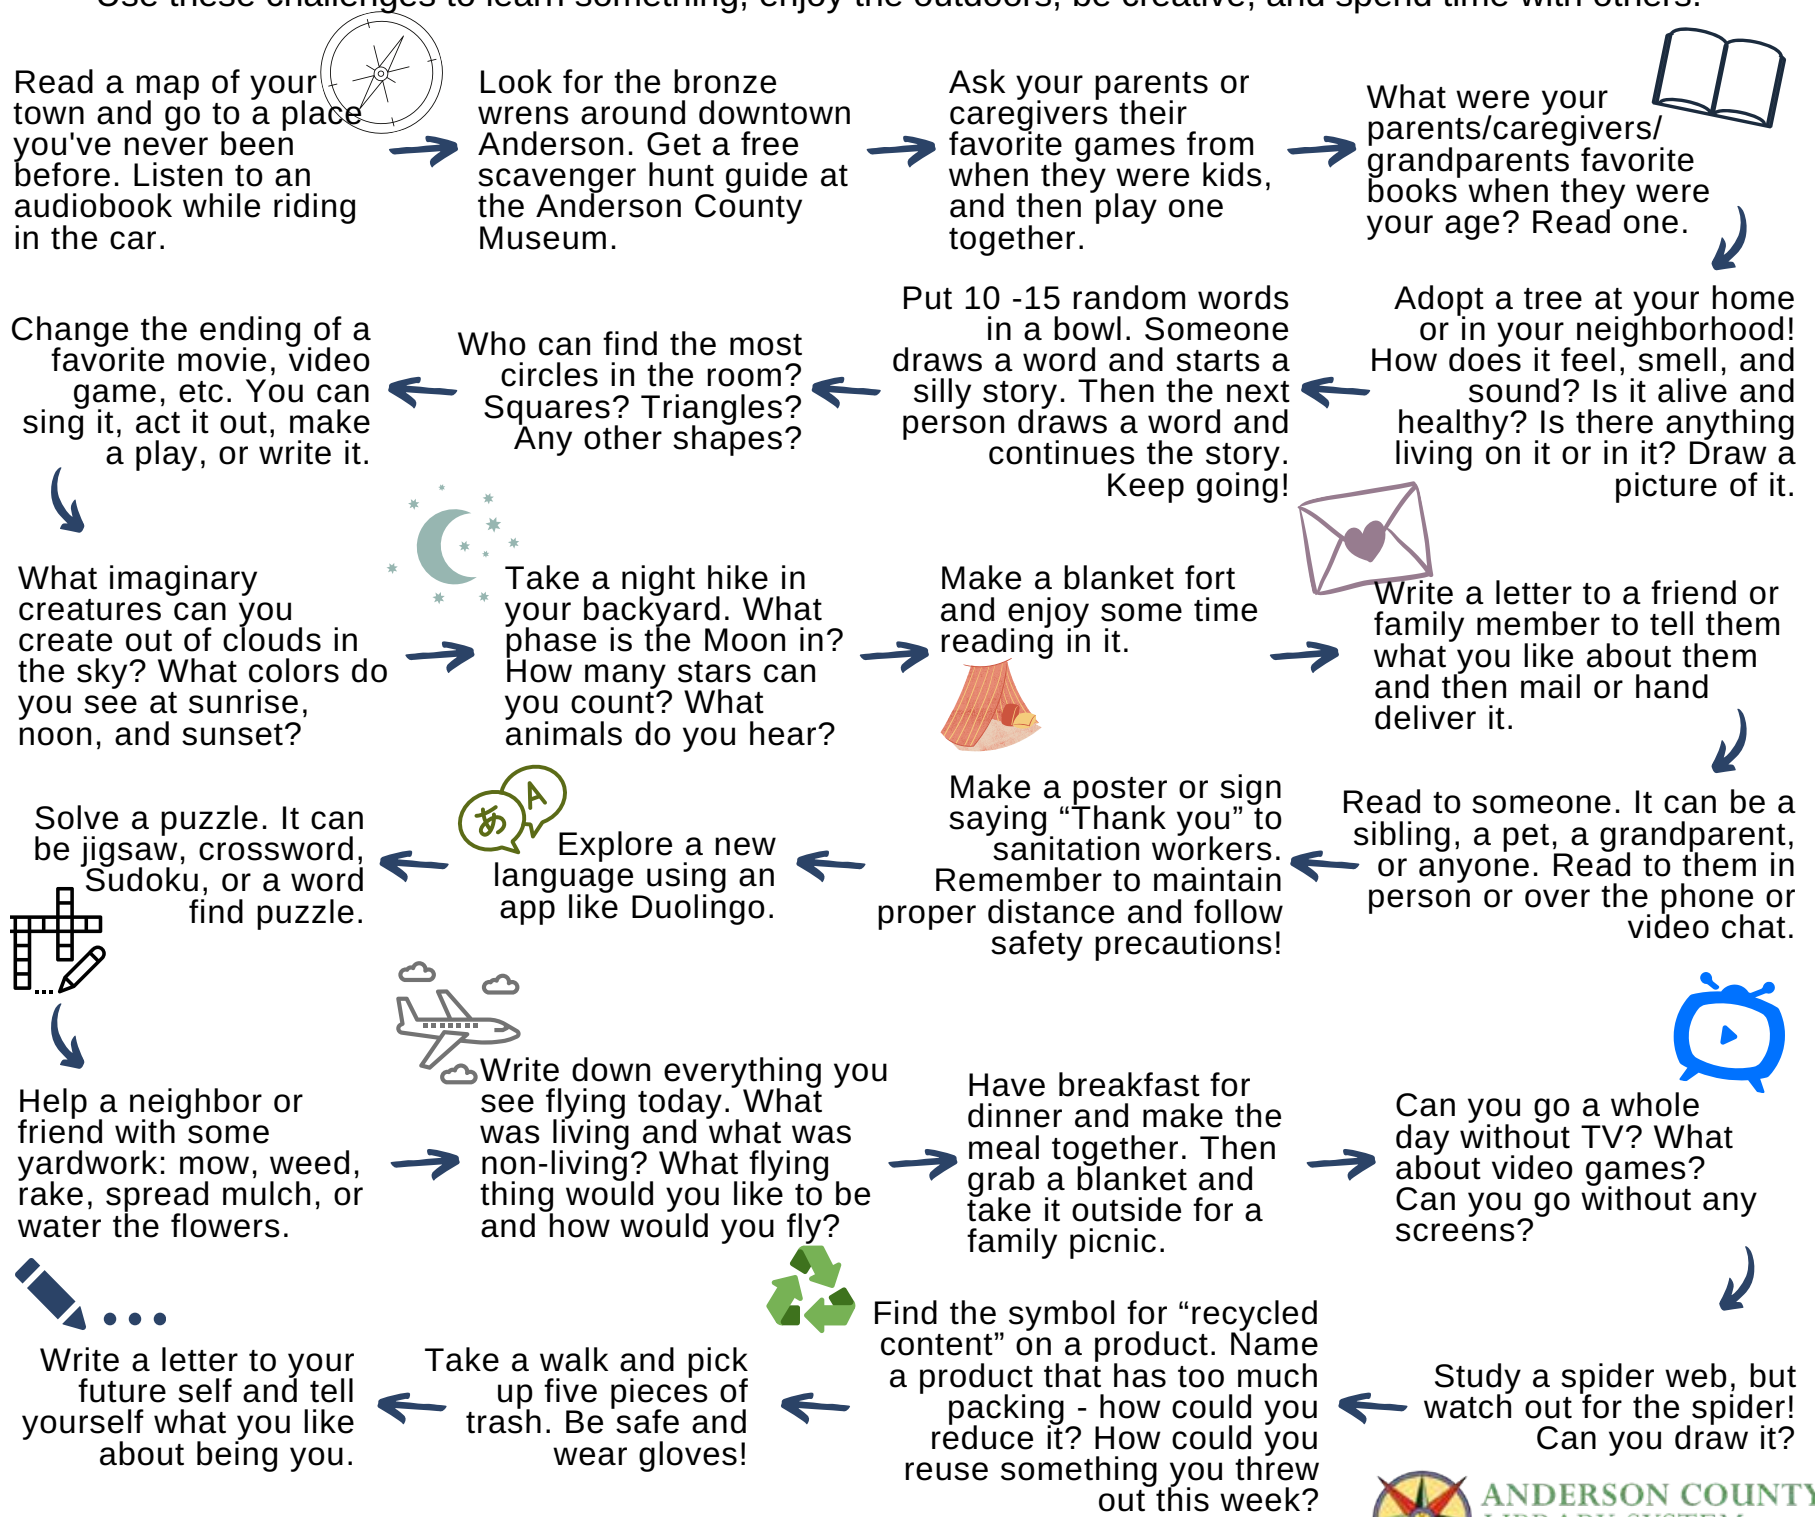 Use these challenges to learn something, enjoy the outdoors, be creative, and spend time with others.
Read a map of your
town and go to a place
you've never been
before. Listen to an
audiobook while riding
in the car.
Look for the bronze
wrens around downtown
Anderson. Get a free
scavenger hunt guide at
the Anderson County
Museum.
Ask your parents or
caregivers their
favorite games from
when they were kids,
and then play one
together.
What were your
parents/caregivers/
grandparents favorite
books when they were
your age? Read one.
Adopt a tree at your home
or in your neighborhood!
How does it feel, smell, and
sound? Is it alive and
healthy? Is there anything
living on it or in it? Draw a
picture of it.
Put 10 -15 random words
in a bowl. Someone
draws a word and starts a
silly story. Then the next
person draws a word and
continues the story.
Keep going!
Who can find the most
circles in the room?
Squares? Triangles?
Any other shapes?
Change the ending of a
favorite movie, video
game, etc. You can
sing it, act it out, make
a play, or write it.
What imaginary
creatures can you
create out of clouds in
the sky? What colors do
you see at sunrise,
noon, and sunset?
Take a night hike in
your backyard. What
phase is the Moon in?
How many stars can
you count? What
animals do you hear?
Make a blanket fort
and enjoy some time
reading in it.
Write a letter to a friend or
family member to tell them
what you like about them
and then mail or hand
deliver it.
Read to someone. It can be a
sibling, a pet, a grandparent,
or anyone. Read to them in
person or over the phone or
video chat.
Make a poster or sign
saying “Thank you” to
sanitation workers.
Remember to maintain
proper distance and follow
safety precautions!
あ A
Explore a new
language using an
app like Duolingo.
Solve a puzzle. It can
be jigsaw, crossword,
Sudoku, or a word
find puzzle.
Help a neighbor or
friend with some
yardwork: mow, weed,
rake, spread mulch, or
water the flowers.
Write down everything you
see flying today. What
was living and what was
non-living? What flying
thing would you like to be
and how would you fly?
Have breakfast for
dinner and make the
meal together. Then
grab a blanket and
take it outside for a
family picnic.
Can you go a whole
day without TV? What
about video games?
Can you go without any
screens?
Study a spider web, but
watch out for the spider!
Can you draw it?
Find the symbol for “recycled
content” on a product. Name
a product that has too much
packing - how could you
reduce it? How could you
reuse something you threw
out this week?
Take a walk and pick
up five pieces of
trash. Be safe and
wear gloves!
Write a letter to your
future self and tell
yourself what you like
about being you.
ANDERSON COUNTY
LIBRARY SYSTEM